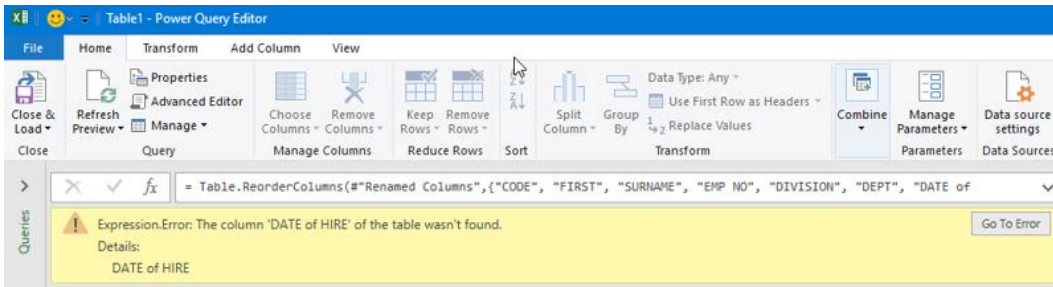 Table1 - Power Query Editor
File Home Transform Add Column View
Close & Load
Refresh Preview
Properties
Advanced Editor
Manage
Choose Columns
Remove Columns
Keep Rows
Remove Rows
Split Column
Group By
Data Type: Any
Use First Row as Headers
Replace Values
Combine
Manage Parameters
Data source settings
Close Query Manage Columns Reduce Rows Sort Transform Parameters Data Sources
fx = Table.ReorderColumns(#"Renamed Columns",{"CODE", "FIRST", "SURNAME", "EMP NO", "DIVISION", "DEPT", "DATE of
Queries
Expression.Error: The column 'DATE of HIRE' of the table wasn't found.
Go To Error
Details:
DATE of HIRE